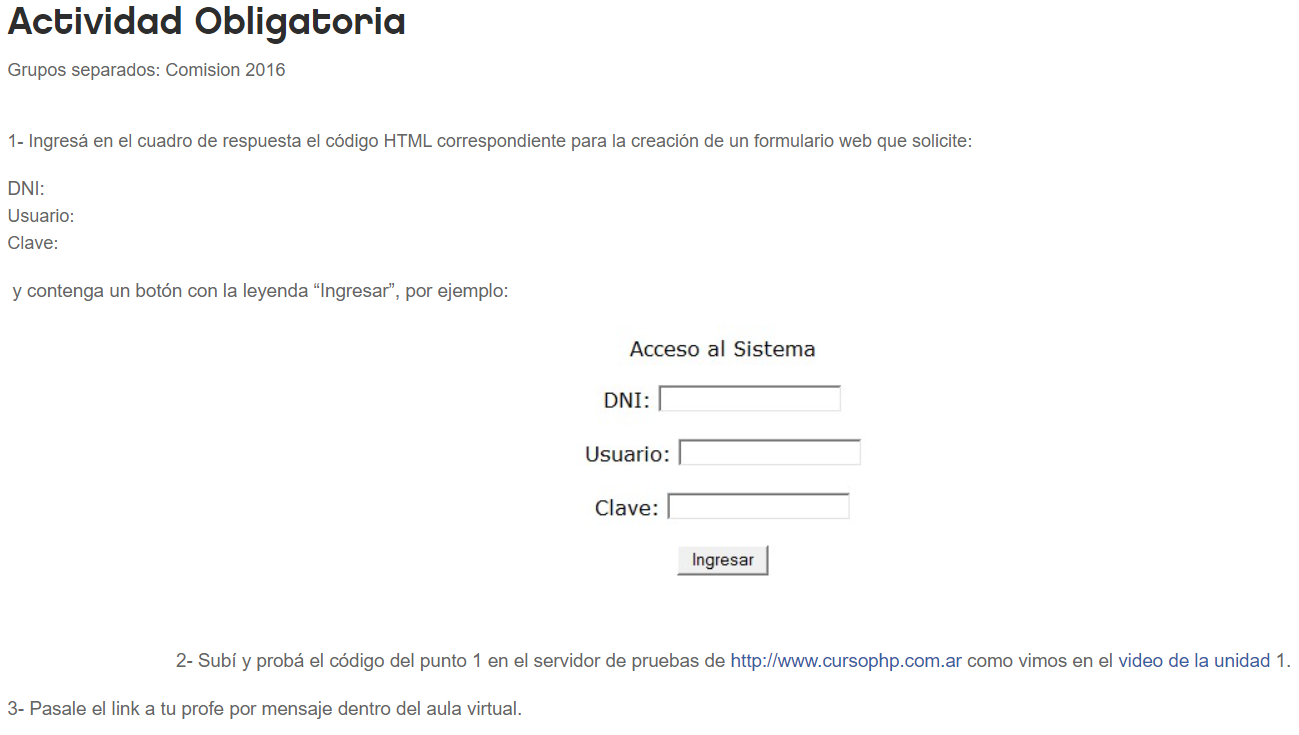 Actividad Obligatoria
Grupos separados: Comision 2016
1- Ingresá en el cuadro de respuesta el código HTML correspondiente para la creación de un formulario web que solicite:
DNI:
Usuario:
Clave:
y contenga un botón con la leyenda “Ingresar”, por ejemplo:
Acceso al Sistema
DNI:
Usuario:
Clave:
Ingresar
2- Subí y probá el código del punto 1 en el servidor de pruebas de http://www.cursophp.com.ar como vimos en el video de la unidad 1.
3- Pasale el link a tu profe por mensaje dentro del aula virtual.